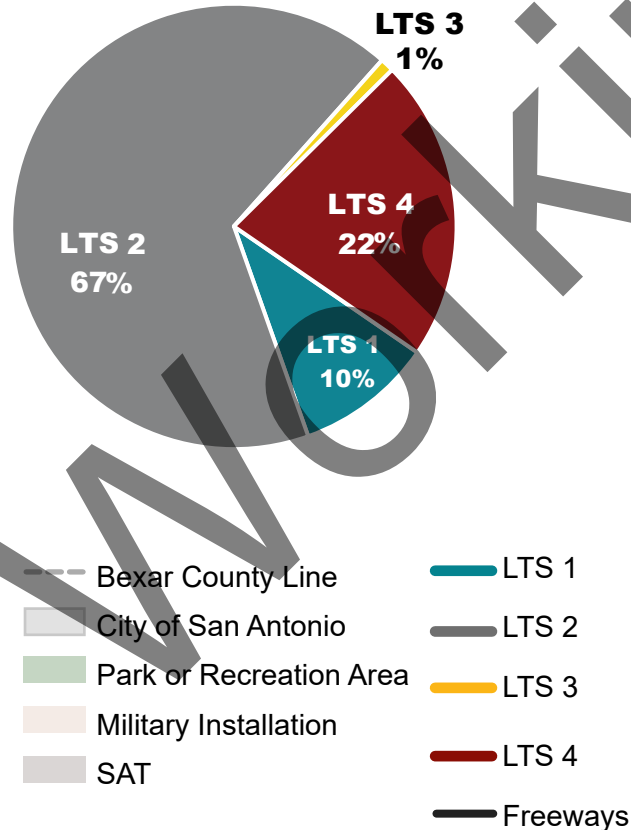 LTS 3
1%
LTS 4
22%
LTS 2
67%
LTS 1
10%
Bexar County Line
City of San Antonio
Park or Recreation Area
Military Installation
SAT
LTS 1
LTS 2
LTS 3
LTS 4
Freeways